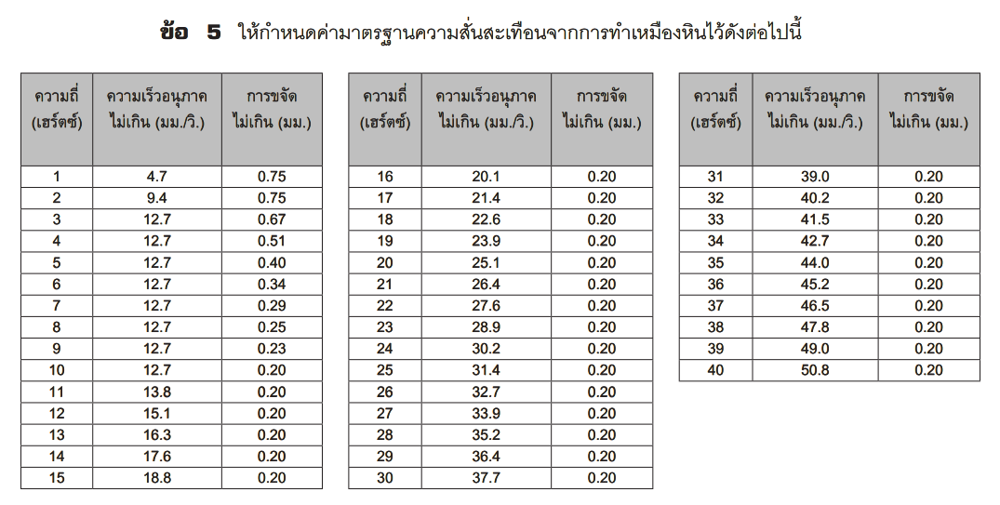 ข้อ 5 ให้กำหนดค่ามาตรฐานความสั่นสะเทือนจากการทำเหมืองหินไว้ดังต่อไปนี้
ความถี่ ความเร็วอนุภาค การขจัด
(เฮิร์ตซ์) ไม่เกิน (มม./วิ.) ไม่เกิน (มม.)
1 4.7 0.75
2 9.4 0.75
3 12.7 0.67
4 12.7 0.51
5 12.7 0.40
6 12.7 0.34
7 12.7 0.29
8 12.7 0.25
9 12.7 0.23
10 12.7 0.20
11 13.8 0.20
12 15.1 0.20
13 16.3 0.20
14 17.6 0.20
15 18.8 0.20
ความถี่ ความเร็วอนุภาค การขจัด
(เฮิร์ตซ์) ไม่เกิน (มม./วิ.) ไม่เกิน (มม.)
16 20.1 0.20
17 21.4 0.20
18 22.6 0.20
19 23.9 0.20
20 25.1 0.20
21 26.4 0.20
22 27.6 0.20
23 28.9 0.20
24 30.2 0.20
25 31.4 0.20
26 32.7 0.20
27 33.9 0.20
28 35.2 0.20
29 36.4 0.20
30 37.7 0.20
ความถี่ ความเร็วอนุภาค การขจัด
(เฮิร์ตซ์) ไม่เกิน (มม./วิ.) ไม่เกิน (มม.)
31 39.0 0.20
32 40.2 0.20
33 41.5 0.20
34 42.7 0.20
35 44.0 0.20
36 45.2 0.20
37 46.5 0.20
38 47.8 0.20
39 49.0 0.20
40 50.8 0.20